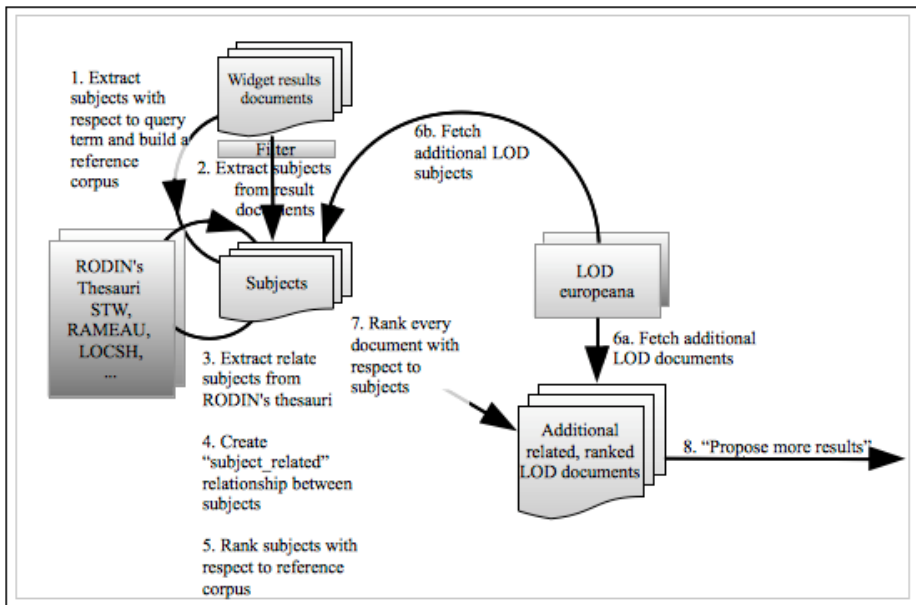 Widget results
documents
1. Extract
subjects with
respect to query
term and build a
reference
corpus
Filter
2. Extract subjects
from result
documents
6b. Fetch
additional LOD
subjects
RODIN's
Thesauri
STW,
RAMEAU,
LOCSH,
...
Subjects
LOD
europeana
3. Extract relate
subjects from
RODIN's thesauri
7. Rank every
document with
respect to
subjects
6a. Fetch additional
LOD documents
4. Create
“subject_related”
relationship between
subjects
Additional
related, ranked
LOD documents
8. “Propose more results”
5. Rank subjects with
respect to reference
corpus